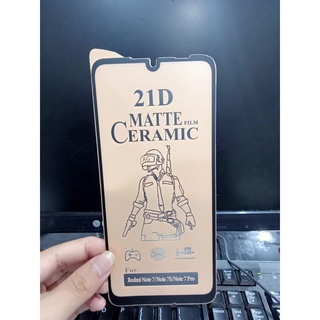 21D
MATTE FILM
CERAMIC
For
Redmi Note 7/Note 7S/Note 7 Pro